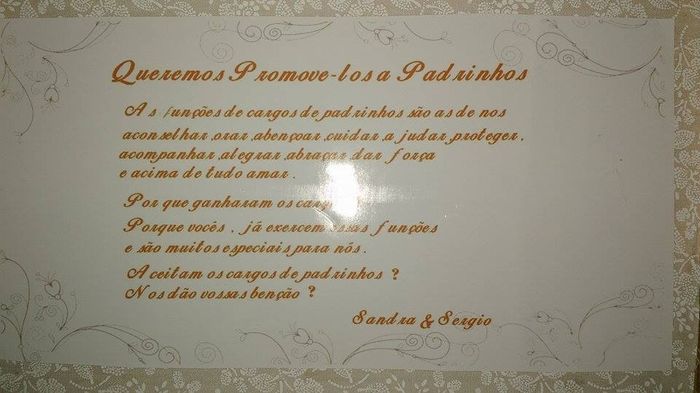 Queremos Promove-los a Padrinhos
As funções de cargos de padrinhos são as de nos
aconselhar, orar, abençoar, cuidar, ajudar, proteger,
acompanhar, alegrar, abraçar, dar força
e acima de tudo amar.
Por que ganharam os
Porque vocês, já exercem essas funções
e são muitos especiais para nós.
Aceitam os cargos de padrinhos ?
Nos dão vossas benção ?
Sandra & Sergio